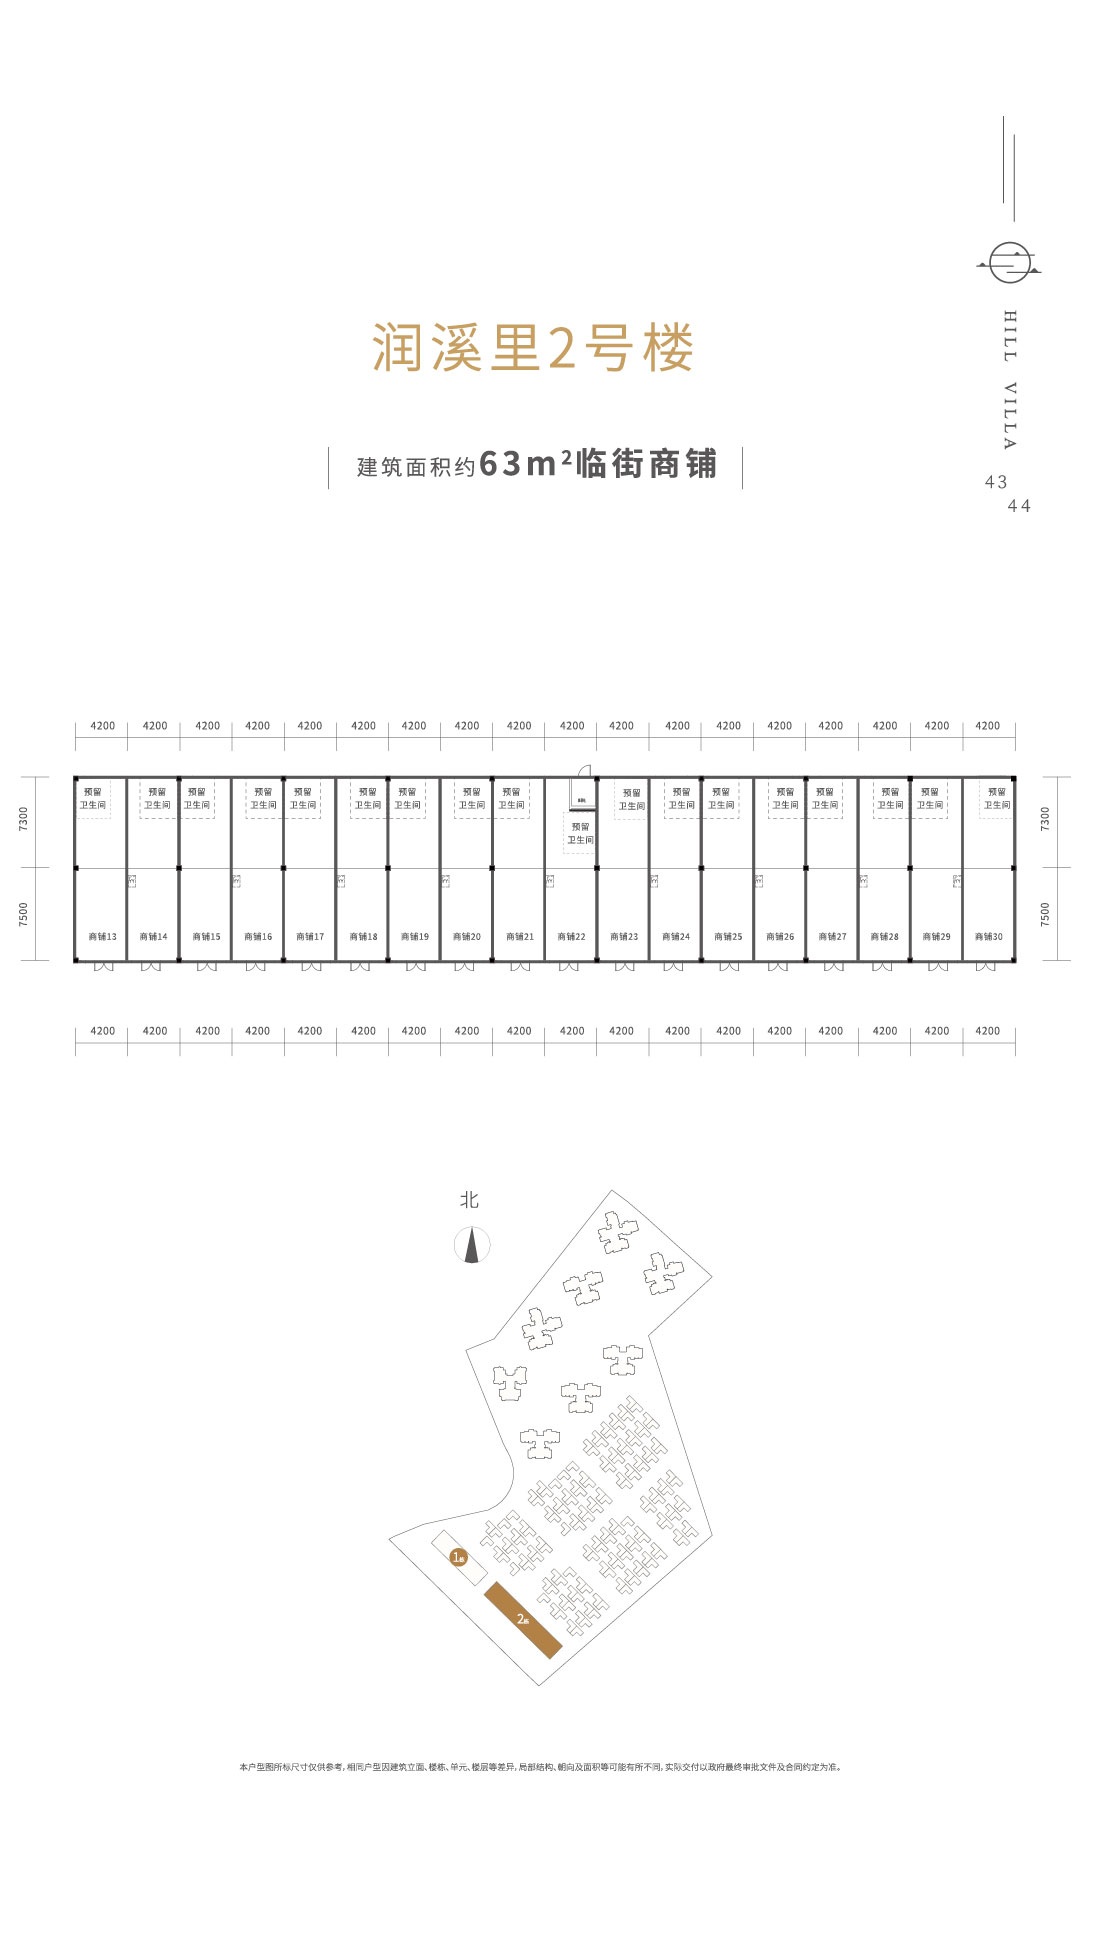 HILL VILLA
43
44
润溪里2号楼
建筑面积约63m²临街商铺
4200 4200 4200 4200 4200 4200 4200 4200 4200 4200 4200 4200 4200 4200 4200 4200 4200 4200
预留 预留 预留 预留 预留 预留 预留 预留 预留 预留 预留 预留 预留 预留 预留 预留 预留
卫生间 卫生间 卫生间 卫生间 卫生间 卫生间 卫生间 卫生间 卫生间 卫生间 卫生间 卫生间 卫生间 卫生间 卫生间 卫生间 卫生间
预留
卫生间
7300 7300
7500 7500
商铺13 商铺14 商铺15 商铺16 商铺17 商铺18 商铺19 商铺20 商铺21 商铺22 商铺23 商铺24 商铺25 商铺26 商铺27 商铺28 商铺29 商铺30
4200 4200 4200 4200 4200 4200 4200 4200 4200 4200 4200 4200 4200 4200 4200 4200 4200 4200
北
1栋
2栋
本户型图所标尺寸仅供参考,相同户型因建筑立面、楼栋、单元、楼层等差异,局部结构、朝向及面积等可能有所不同,实际交付以政府最终审批文件及合同约定为准。